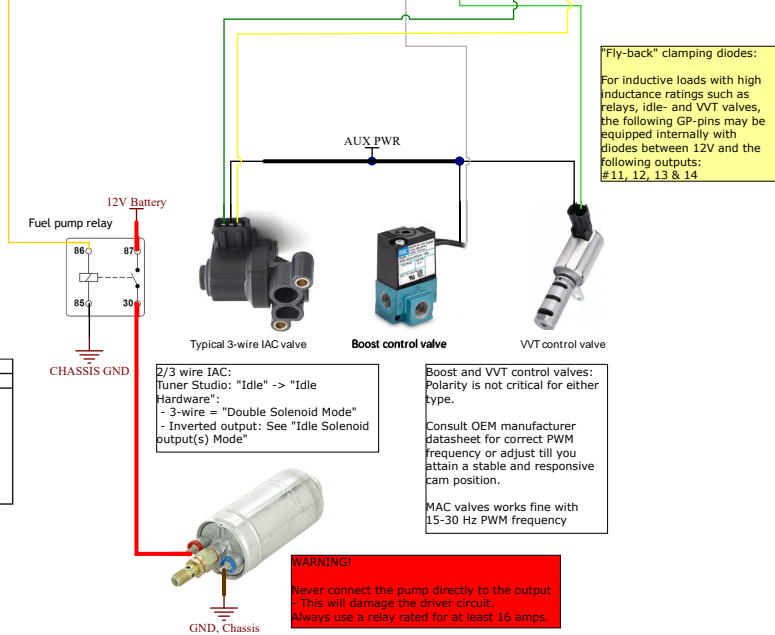 "Fly-back" clamping diodes:
For inductive loads with high
inductance ratings such as
relays, idle- and VVT valves,
the following GP-pins may be
equipped internally with
diodes between 12V and the
following outputs:
#11, 12, 13 & 14
AUX PWR
12V Battery
Fuel pump relay
86
87
85
30
CHASSIS GND
Typical 3-wire IAC valve
Boost control valve
VVT control valve
2/3 wire IAC:
Tuner Studio: "Idle" -> "Idle
Hardware":
- 3-wire = "Double Solenoid Mode"
- Inverted output: See "Idle Solenoid
output(s) Mode"
Boost and VVT control valves:
Polarity is not critical for either
type.
Consult OEM manufacturer
datasheet for correct PWM
frequency or adjust till you
attain a stable and responsive
cam position.
MAC valves works fine with
15-30 Hz PWM frequency
WARNING!
Never connect the pump directly to the output
- This will damage the driver circuit.
Always use a relay rated for at least 16 amps.
GND, Chassis